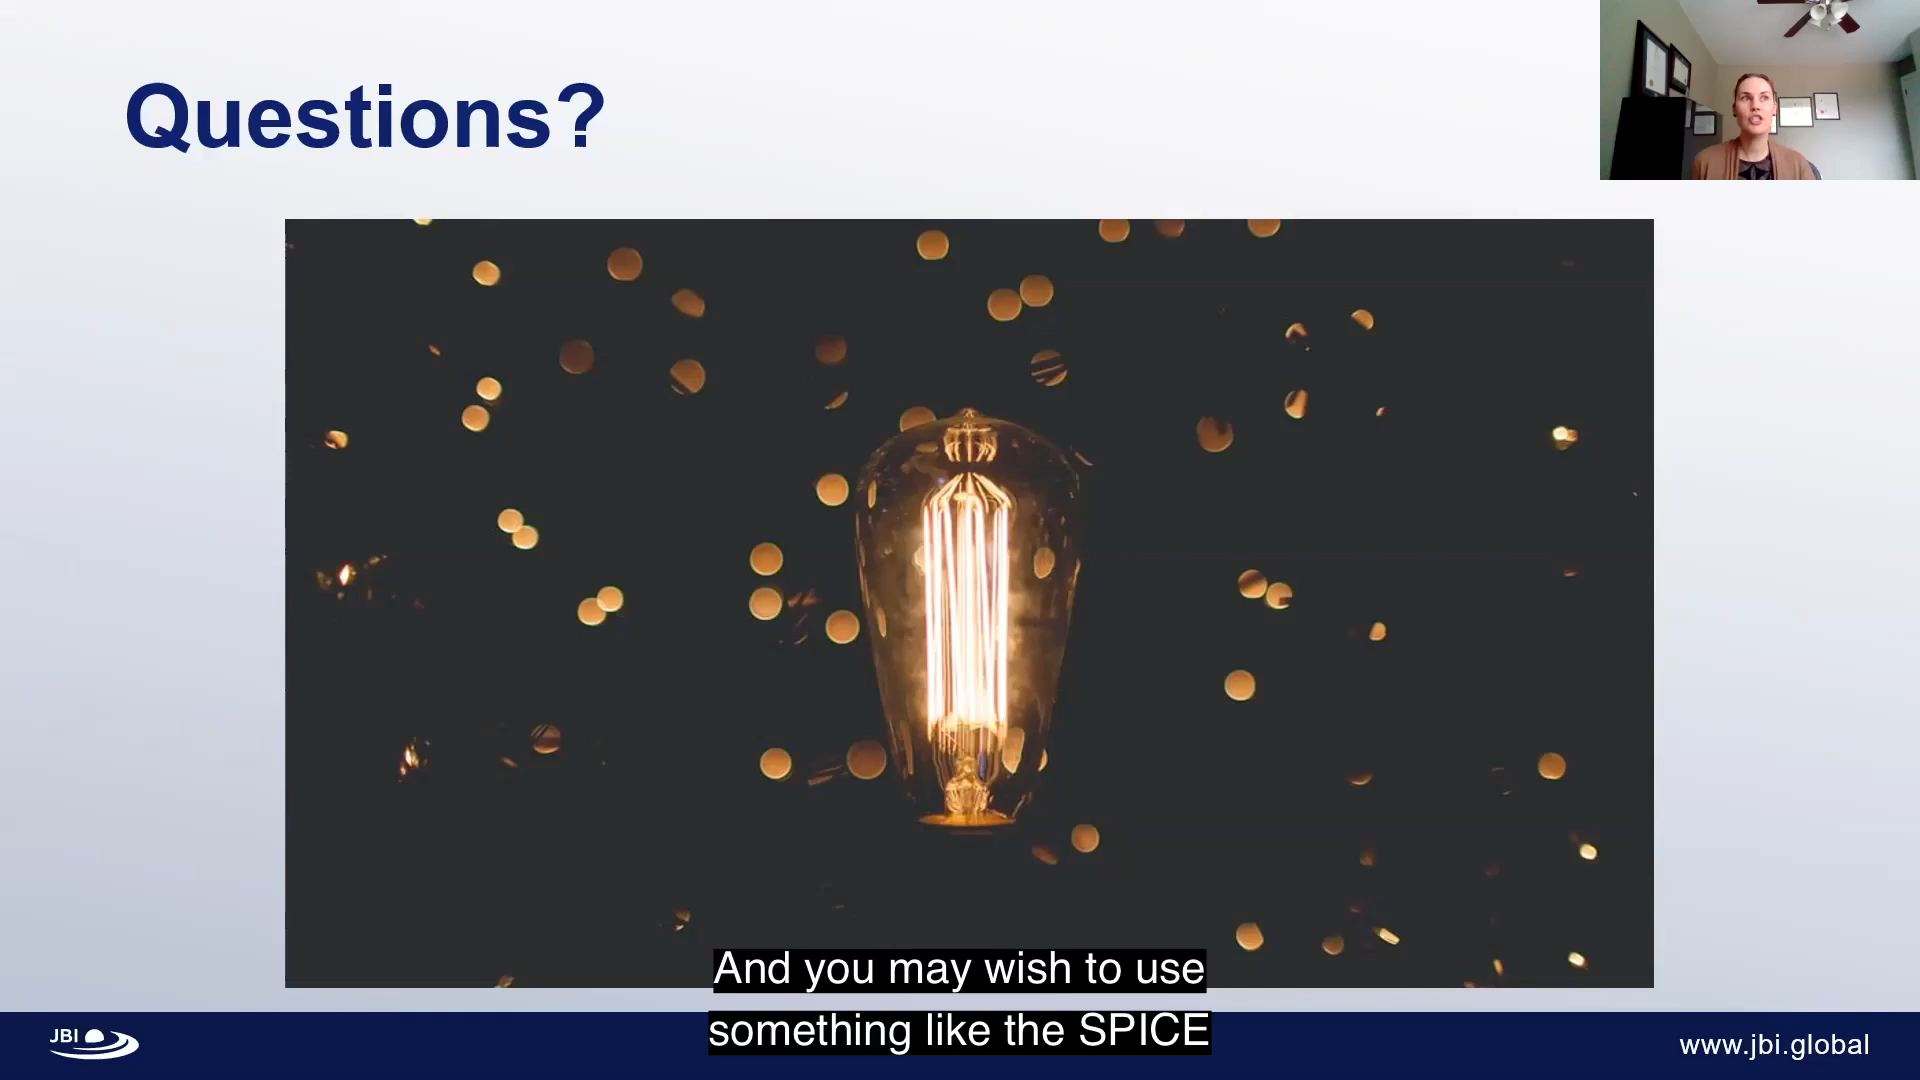 Questions?
And you may wish to use
something like the SPICE
JBI
www.jbi.global